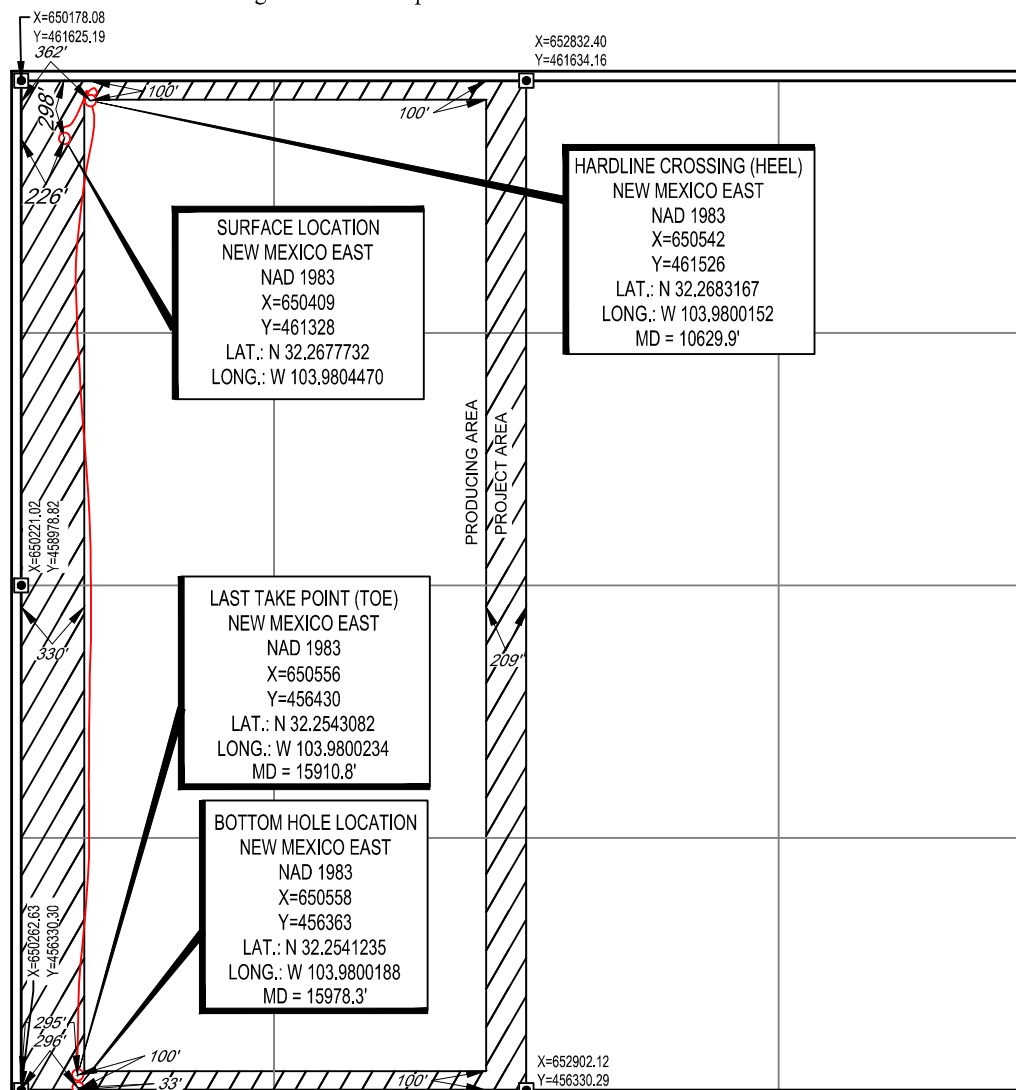 X=650178.08
Y=461625.19
X=652832.40
Y=461634.16
362'
100'
100'
298'
226'
HARDLINE CROSSING (HEEL)
NEW MEXICO EAST
NAD 1983
X=650542
Y=461526
LAT.: N 32.2683167
LONG.: W 103.9800152
MD = 10629.9'
SURFACE LOCATION
NEW MEXICO EAST
NAD 1983
X=650409
Y=461328
LAT.: N 32.2677732
LONG.: W 103.9804470
PRODUCING AREA
PROJECT AREA
X=650221.02
Y=458978.82
330'
209'
LAST TAKE POINT (TOE)
NEW MEXICO EAST
NAD 1983
X=650556
Y=456430
LAT.: N 32.2543082
LONG.: W 103.9800234
MD = 15910.8'
BOTTOM HOLE LOCATION
NEW MEXICO EAST
NAD 1983
X=650558
Y=456363
LAT.: N 32.2541235
LONG.: W 103.9800188
MD = 15978.3'
X=650262.63
Y=456330.30
295'
296'
100'
33'
100'
X=652902.12
Y=456330.29